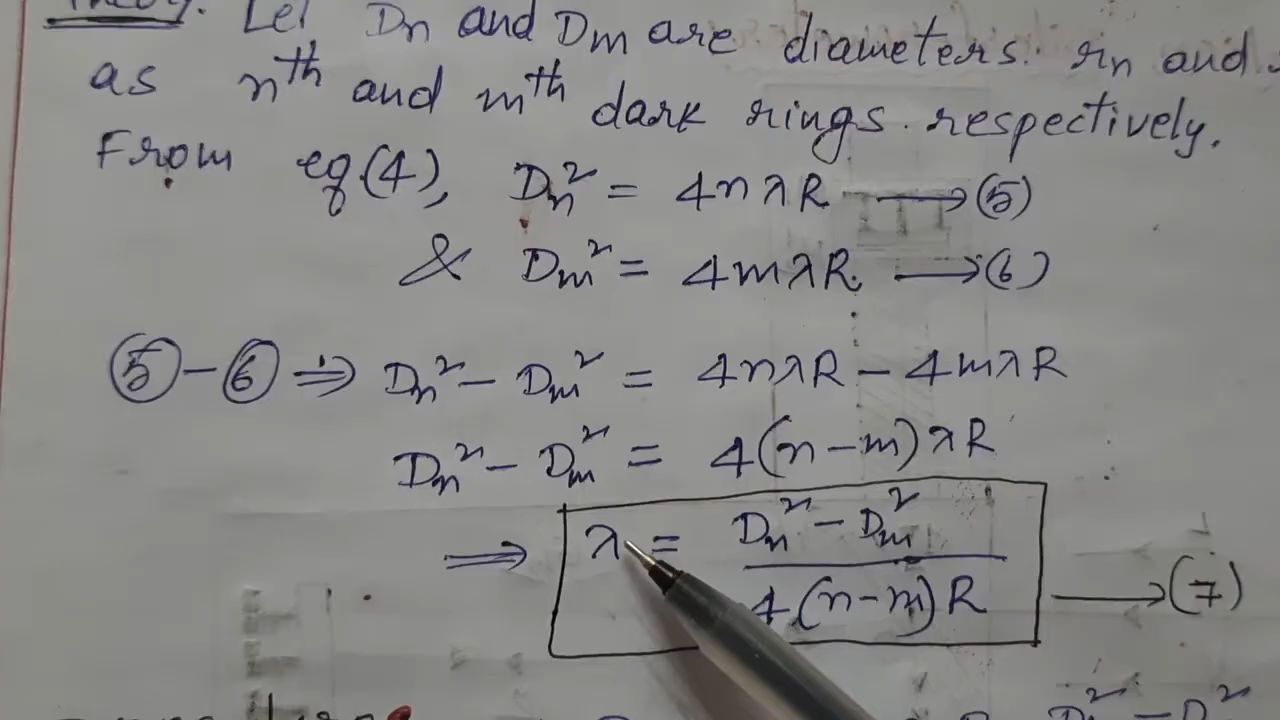 Theory: Let Dn and Dm are diameters. rn and
as nth and mth dark rings respectively.
From eq(4), Dn² = 4nλR ⟶ (5)
& Dm² = 4mλR ⟶ (6)
⑤ - ⑥ ⇒ Dn² - Dm² = 4nλR - 4mλR
Dn² - Dm² = 4(n-m)λR
⇒ λ = (Dn² - Dm²) / 4(n-m)R ⟶ (7)